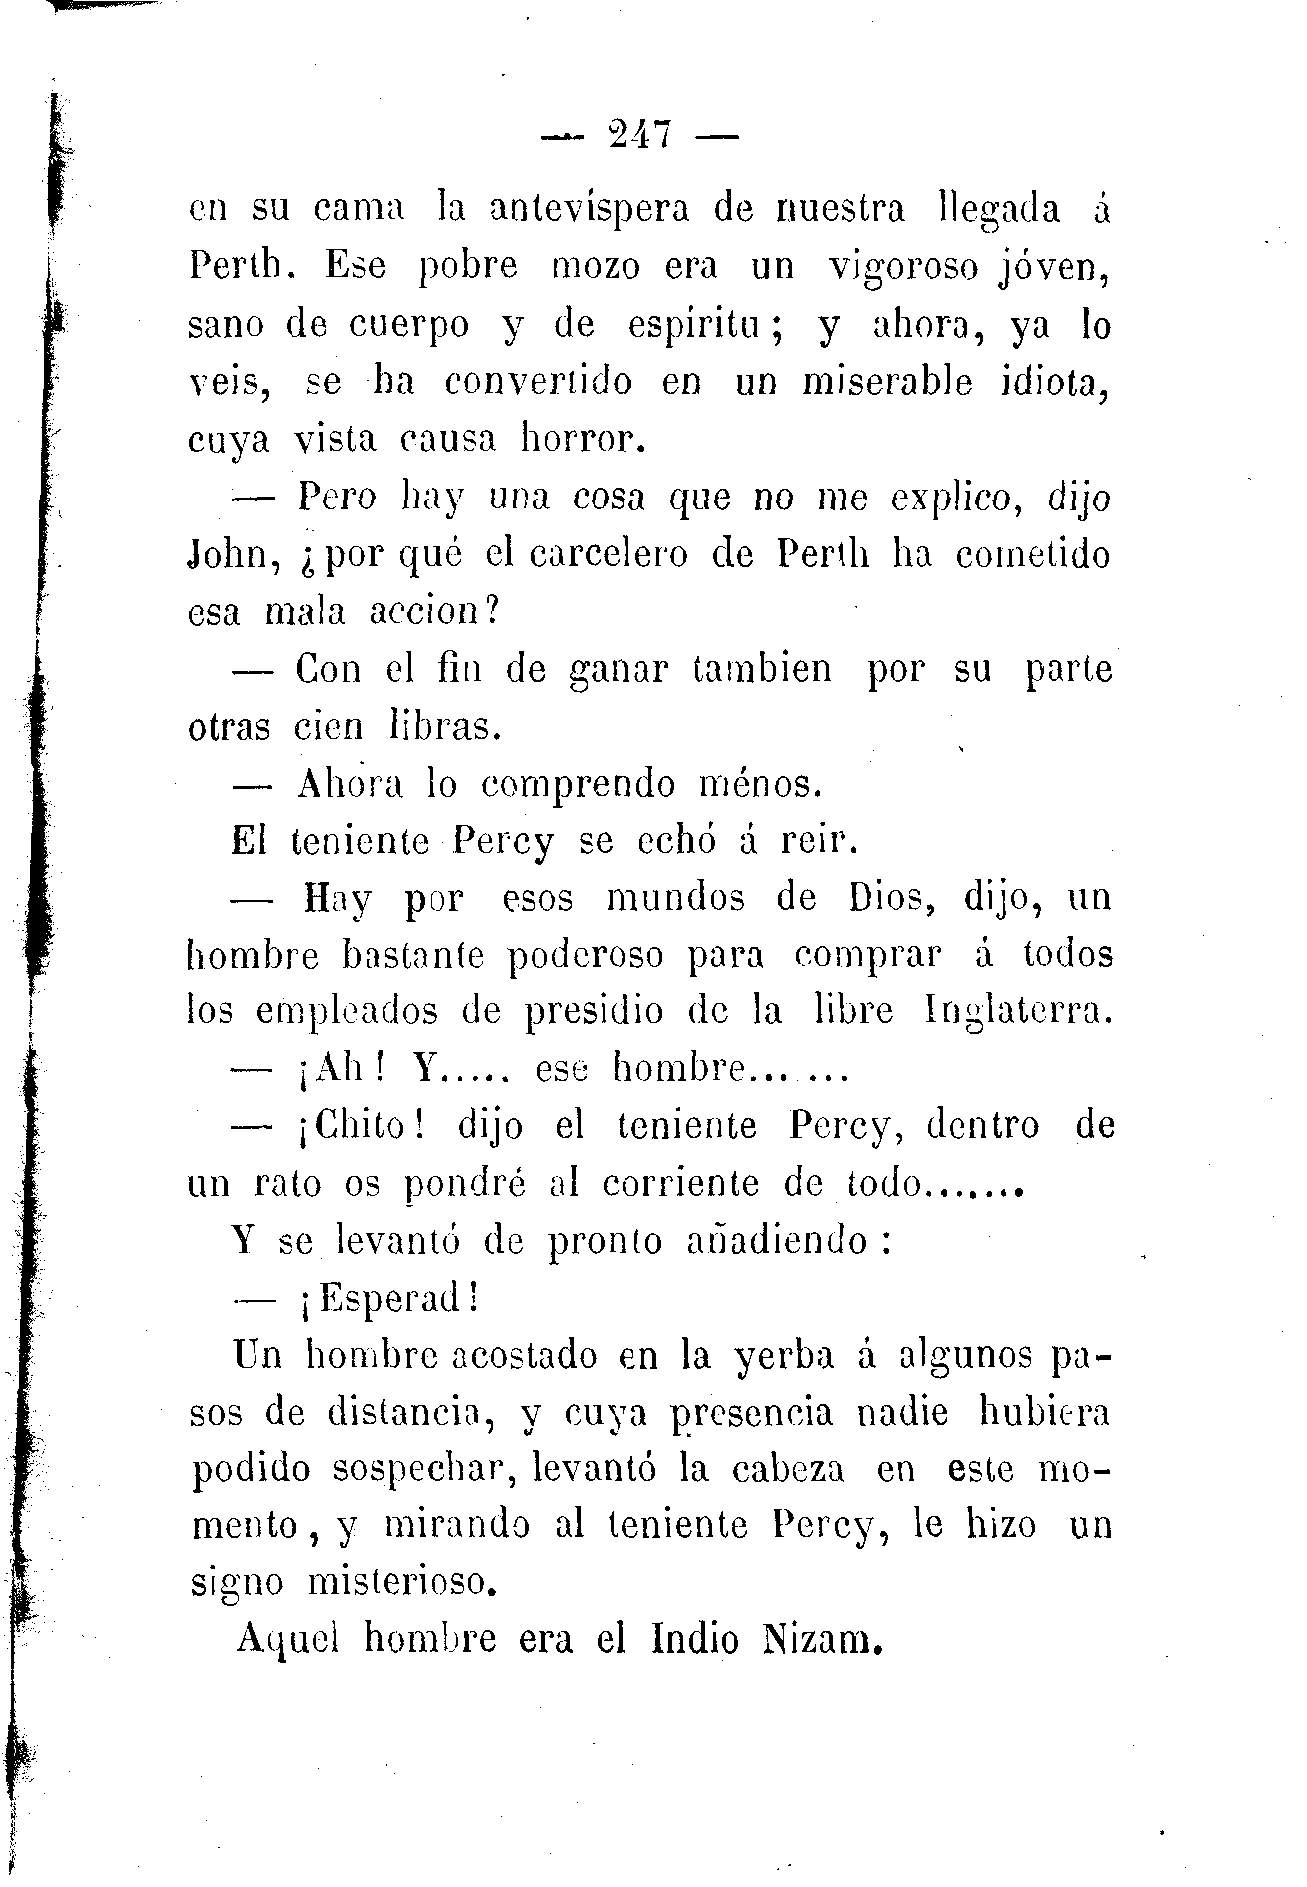 — 247 —
en su cama la antevíspera de nuestra llegada á
Perth. Ese pobre mozo era un vigoroso jóven,
sano de cuerpo y de espíritu ; y ahora, ya lo
veis, se ha convertido en un miserable idiota,
cuya vista causa horror.
— Pero hay una cosa que no me explico, dijo
John, ¿por qué el carcelero de Perth ha cometido
esa mala accion?
— Con el fin de ganar tambien por su parte
otras cien libras.
— Ahora lo comprendo ménos.
El teniente Percy se echó á reir.
— Hay por esos mundos de Dios, dijo, un
hombre bastante poderoso para comprar á todos
los empleados de presidio de la libre Inglaterra.
— ¡Ah ! Y..... ese hombre... ...
— ¡Chito ! dijo el teniente Percy, dentro de
un rato os pondré al corriente de todo.......
Y se levantó de pronto añadiendo :
— ¡Esperad !
Un hombre acostado en la yerba á algunos pa-
sos de distancia, y cuya presencia nadie hubiera
podido sospechar, levantó la cabeza en este mo-
mento , y mirando al teniente Percy, le hizo un
signo misterioso.
Aquel hombre era el Indio Nizam.